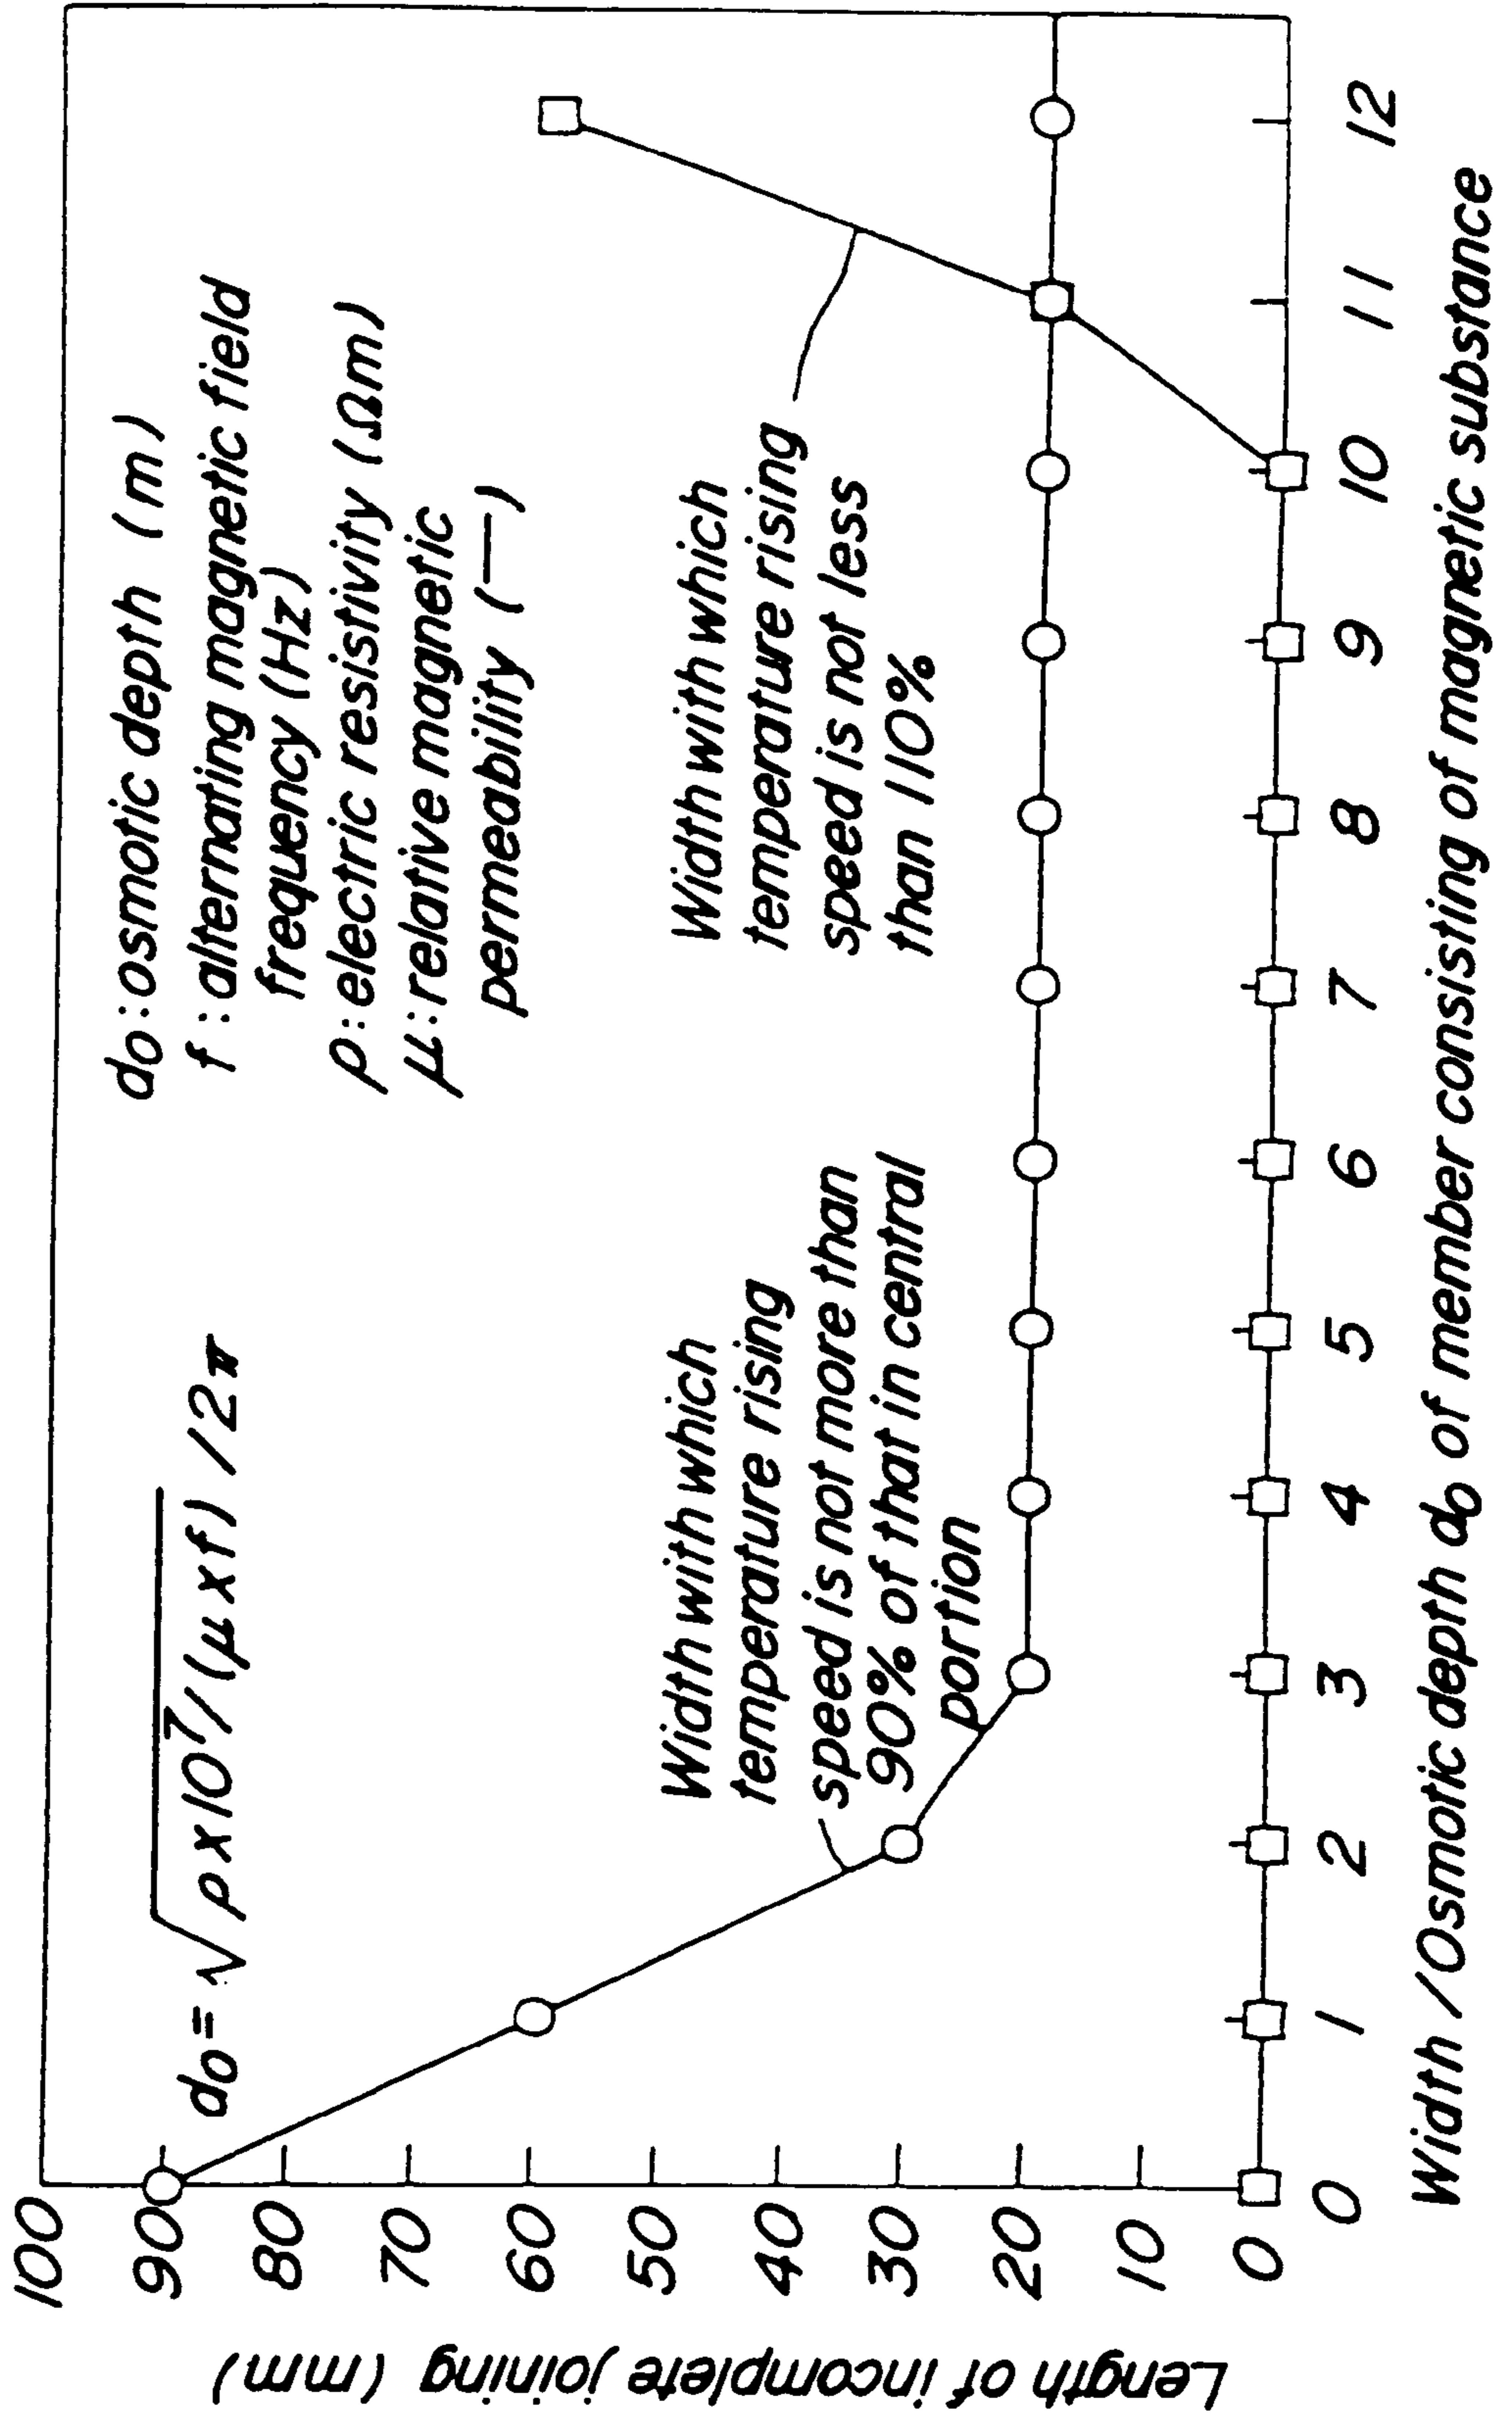 do = √ρ×10⁷/(μ×f) /2π
do : osmotic depth (m)
f : alternating magnetic field
frequency (Hz)
ρ : electric resistivity (Ωm)
μ : relative magnetic
permeability (—)
Width with which
temperature rising
speed is not more than
90% of that in central
portion
Width with which
temperature rising
speed is not less
than 110%
100
90
80
70
60
50
40
30
20
10
0
Length of incomplete joining (mm)
0 1 2 3 4 5 6 7 8 9 10 11 12
Width / Osmotic depth do of member consisting of magnetic substance